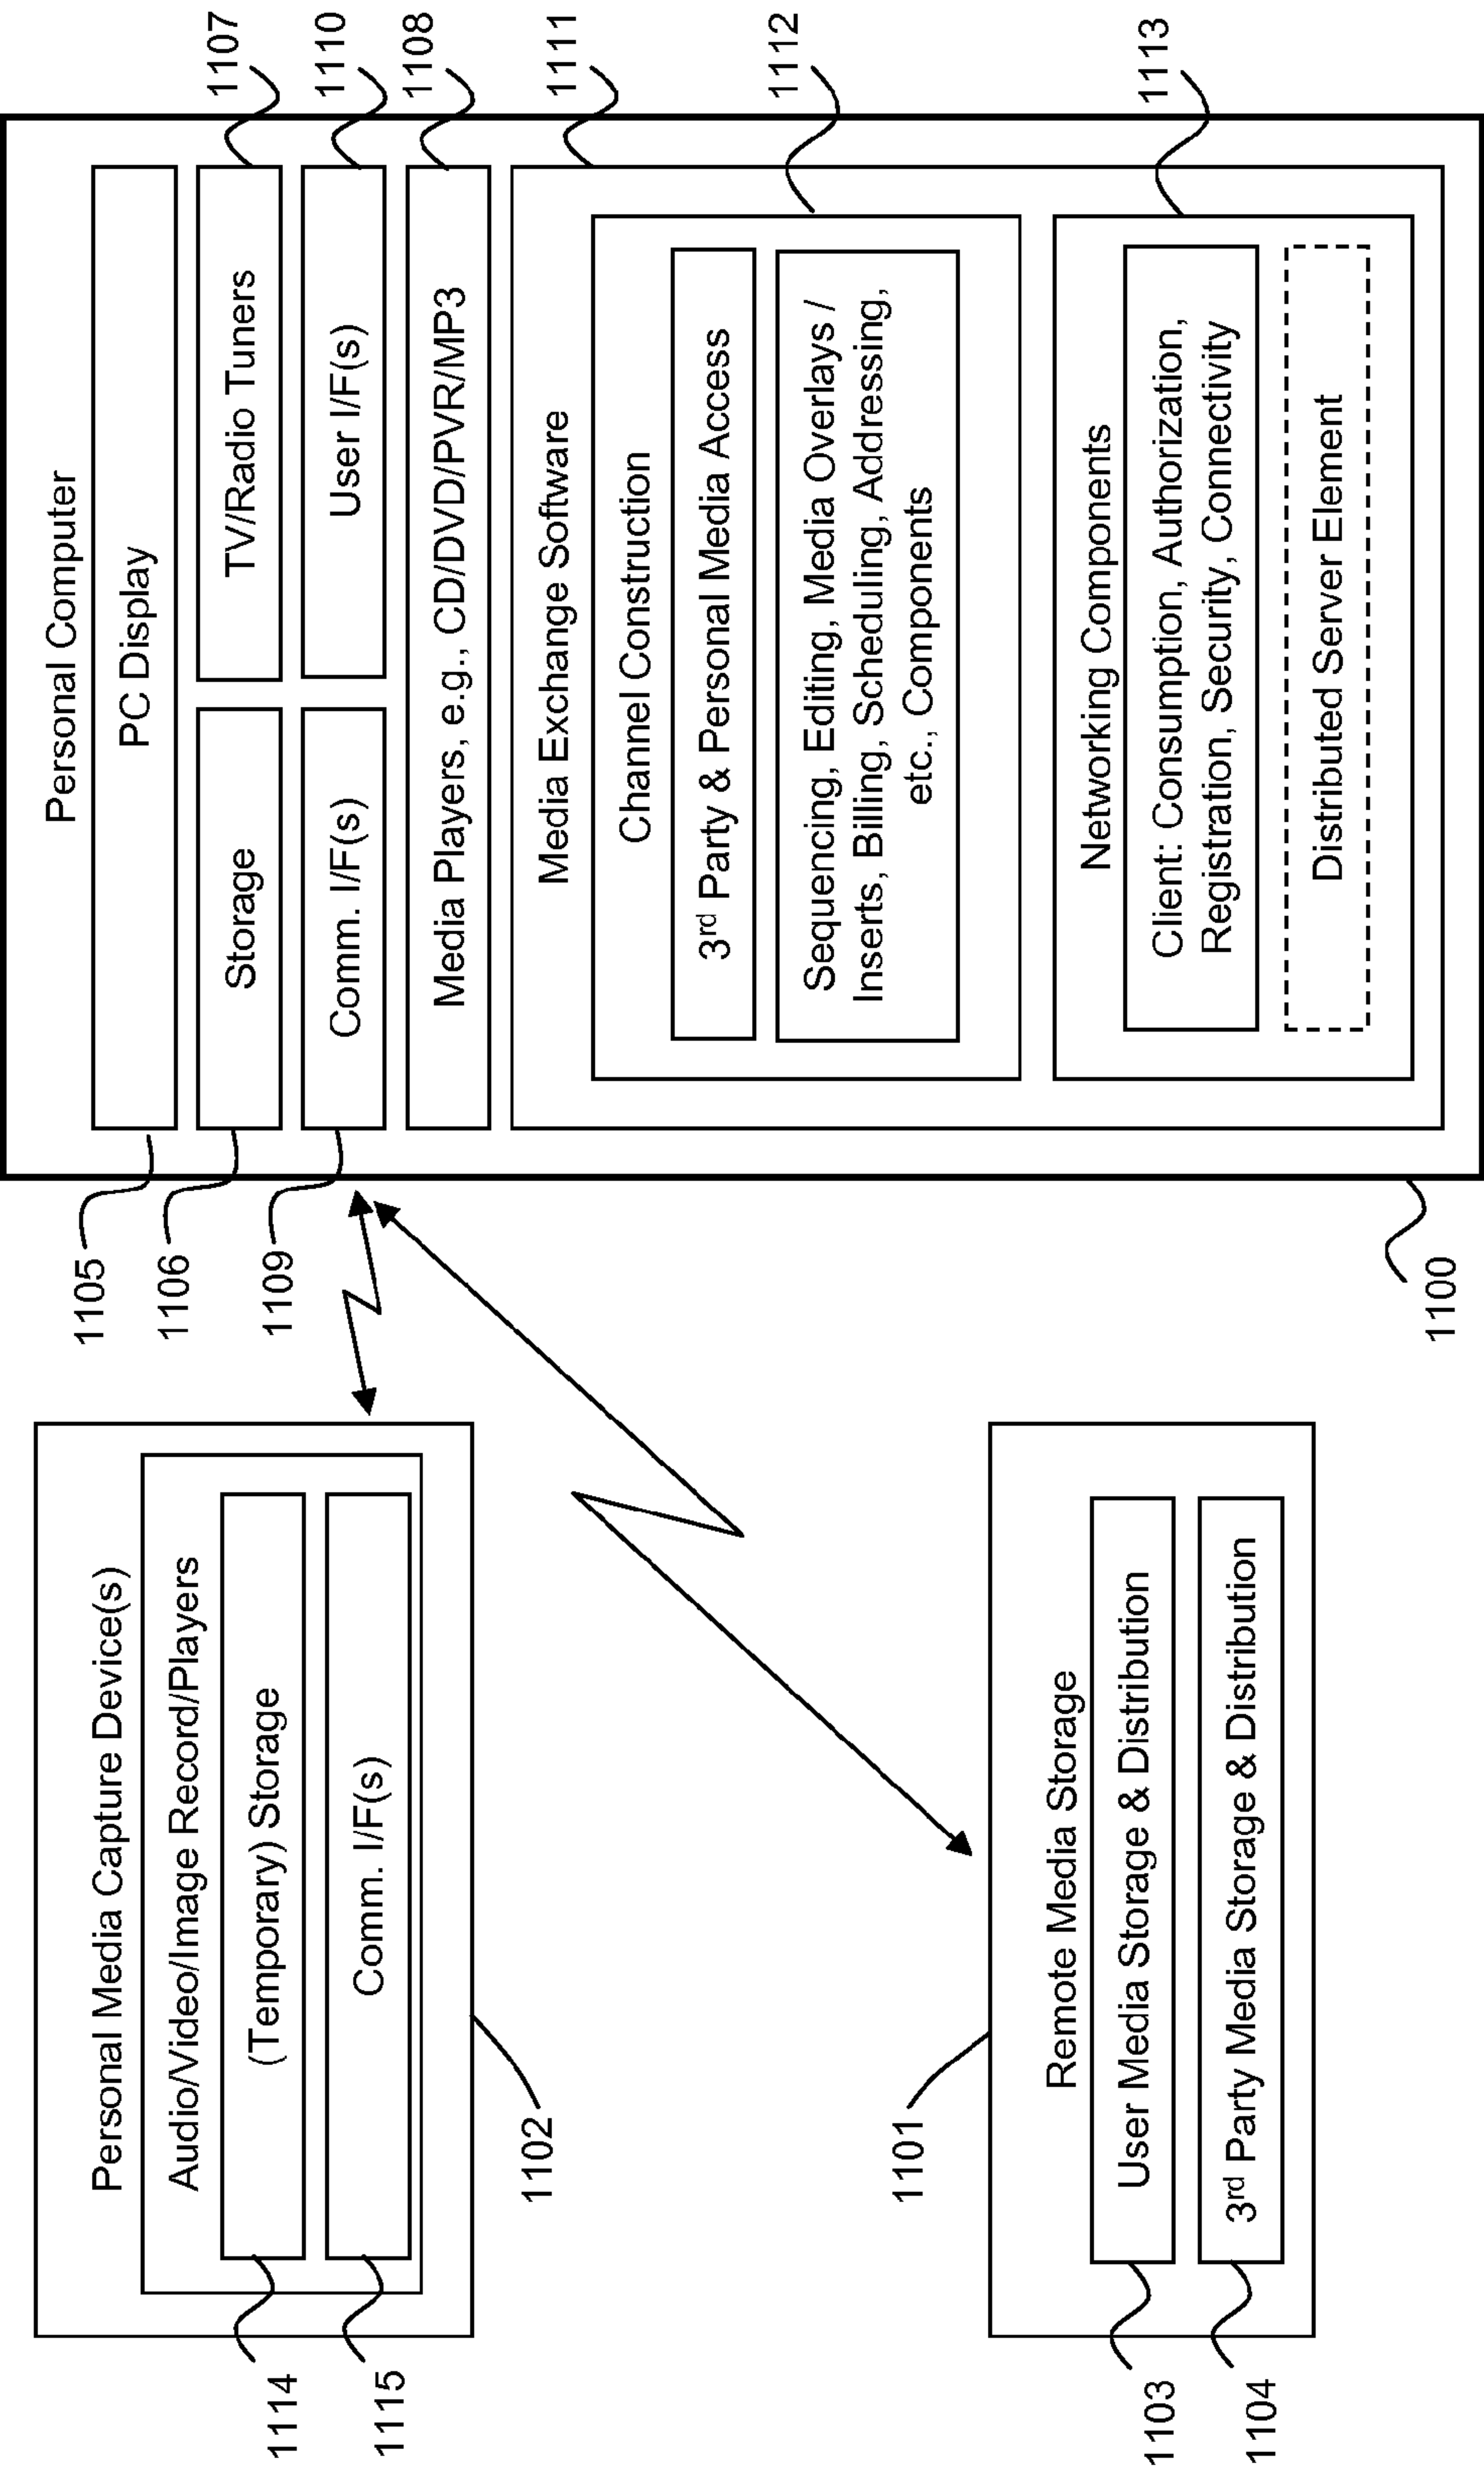 Personal Media Capture Device(s)
Audio/Video/Image Record/Players
(Temporary) Storage
Comm. I/F(s)
1114
1115
1102
Remote Media Storage
User Media Storage & Distribution
3rd Party Media Storage & Distribution
1101
1103
1104
Personal Computer
PC Display
Storage
TV/Radio Tuners
Comm. I/F(s)
User I/F(s)
Media Players, e.g., CD/DVD/PVR/MP3
Media Exchange Software
Channel Construction
3rd Party & Personal Media Access
Sequencing, Editing, Media Overlays /
Inserts, Billing, Scheduling, Addressing,
etc., Components
Networking Components
Client: Consumption, Authorization,
Registration, Security, Connectivity
Distributed Server Element
1105
1106
1109
1100
1107
1110
1108
1111
1112
1113